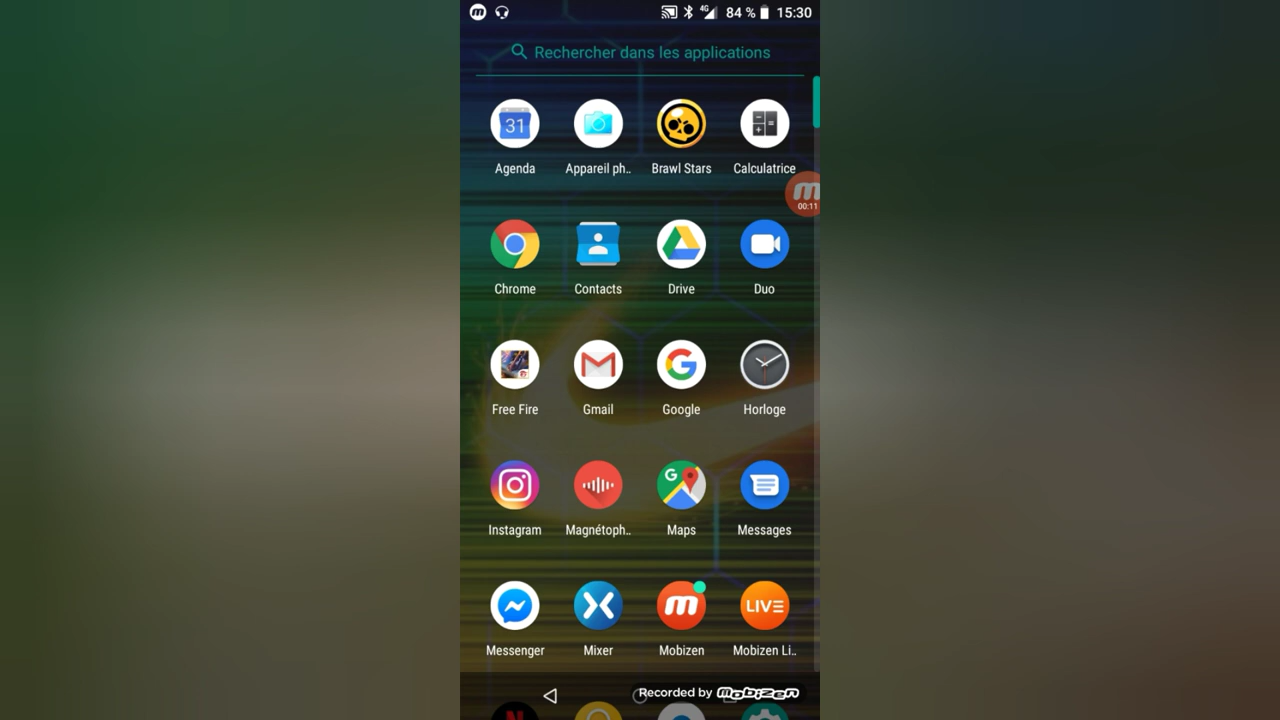 84 % 15:30
Rechercher dans les applications
31
Agenda Appareil ph.. Brawl Stars Calculatrice
00:11
Chrome Contacts Drive Duo
Free Fire Gmail Google Horloge
Instagram Magnétoph.. Maps Messages
LIVE
Messenger Mixer Mobizen Mobizen Li..
Recorded by Mobizen